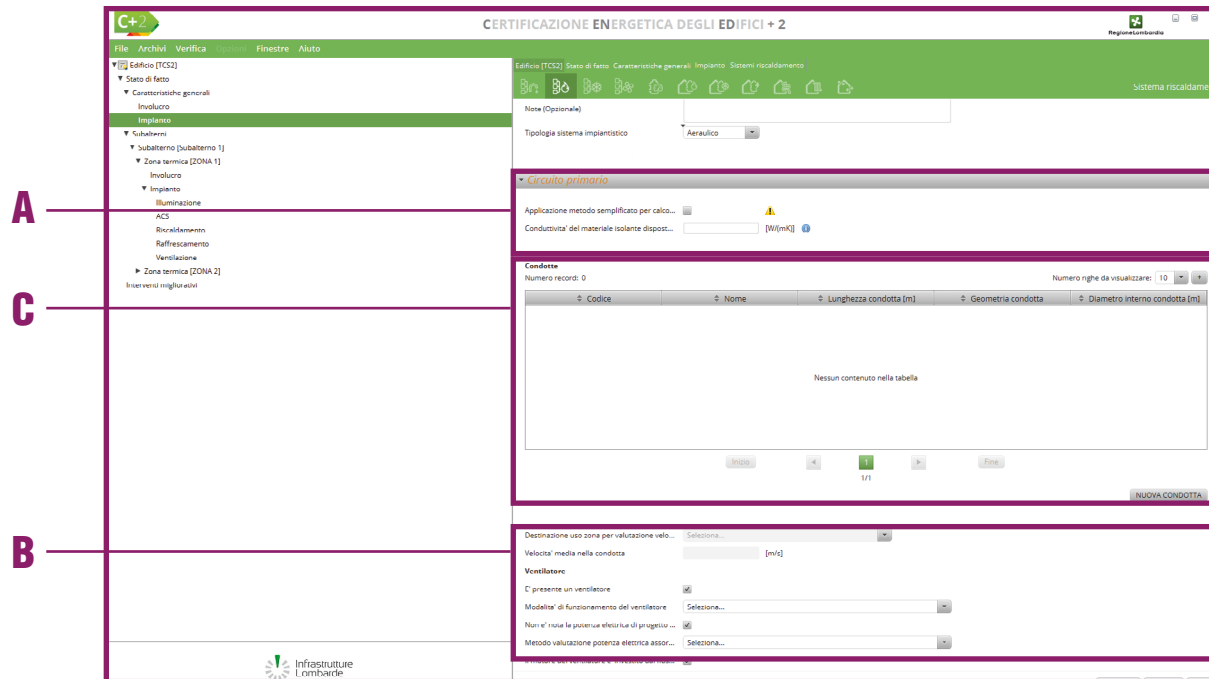 C+2
CERTIFICAZIONE ENERGETICA DEGLI EDIFICI + 2
RegioneLombardia
File Archivi Verifica Opzioni Finestre Aiuto
Edificio [TCS2]
Stato di fatto
Caratteristiche generali
Involucro
Impianto
Subalterni
Subalterno [Subalterno 1]
Zona termica [ZONA 1]
Involucro
Impianto
Illuminazione
ACS
Riscaldamento
Raffrescamento
Ventilazione
Zona termica [ZONA 2]
Interventi migliorativi
Infrastrutture
Lombarde
Edificio [TCS2] Stato di fatto Caratteristiche generali Impianto Sistemi riscaldamento
Sistema riscaldame
Note (Opzionale)
Tipologia sistema impiantistico Aeraulico
A
Circuito primario
Applicazione metodo semplificato per calco...
Conduttivita' del materiale isolante dispost... [W/(mK)]
C
Condotte
Numero record: 0 Numero righe da visualizzare: 10 +
Codice Nome Lunghezza condotta [m] Geometria condotta Diametro interno condotta [m]
Nessun contenuto nella tabella
Inizio 1 Fine
1/1
NUOVA CONDOTTA
B
Destinazione uso zona per valutazione velo... Seleziona...
Velocita' media nella condotta [m/s]
Ventilatore
E' presente un ventilatore
Modalita' di funzionamento del ventilatore Seleziona...
Non e' nota la potenza elettrica di progetto ...
Metodo valutazione potenza elettrica assor... Seleziona...